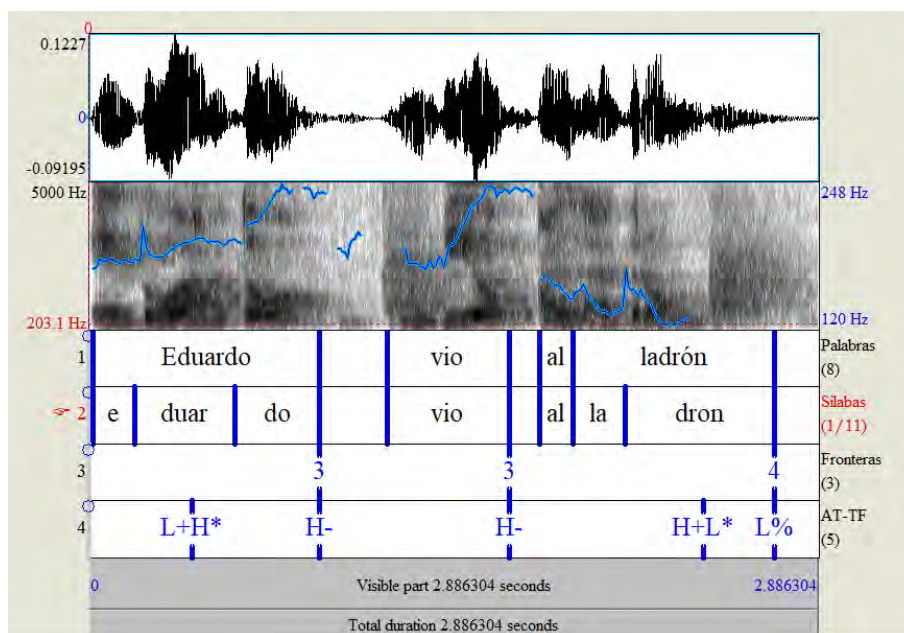 0
0.1227
0
-0.09195
5000 Hz 248 Hz
203.1 Hz 120 Hz
1 Eduardo vio al ladrón Palabras (8)
2 e duar do vio al la dron Sílabas (1/11)
3 3 3 4 Fronteras (3)
4 L+H* H- H- H+L* L% AT-TF (5)
0 Visible part 2.886304 seconds 2.886304
Total duration 2.886304 seconds